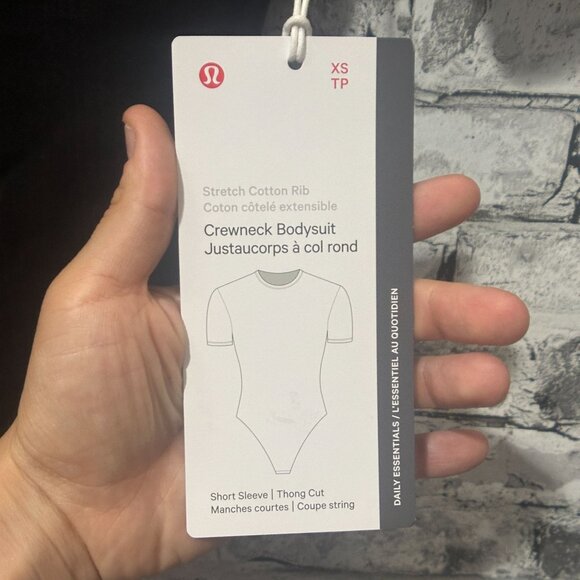 XS
TP
Stretch Cotton Rib
Coton côtelé extensible
Crewneck Bodysuit
Justaucorps à col rond
Short Sleeve | Thong Cut
Manches courtes | Coupe string
DAILY ESSENTIALS / L'ESSENTIEL AU QUOTIDIEN